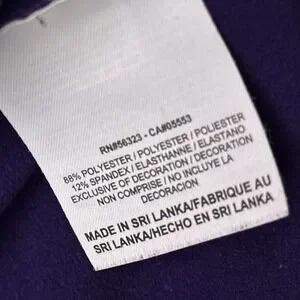 RN#56323 - CA#05553
88% POLYESTER / POLYESTER / POLIESTER
12% SPANDEX / ELASTHANNE / ELASTANO
EXCLUSIVE OF DECORATION / DECORATION
NON COMPRISE / NO INCLUYE LA
DECORACION
MADE IN SRI LANKA/FABRIQUE AU
SRI LANKA/HECHO EN SRI LANKA